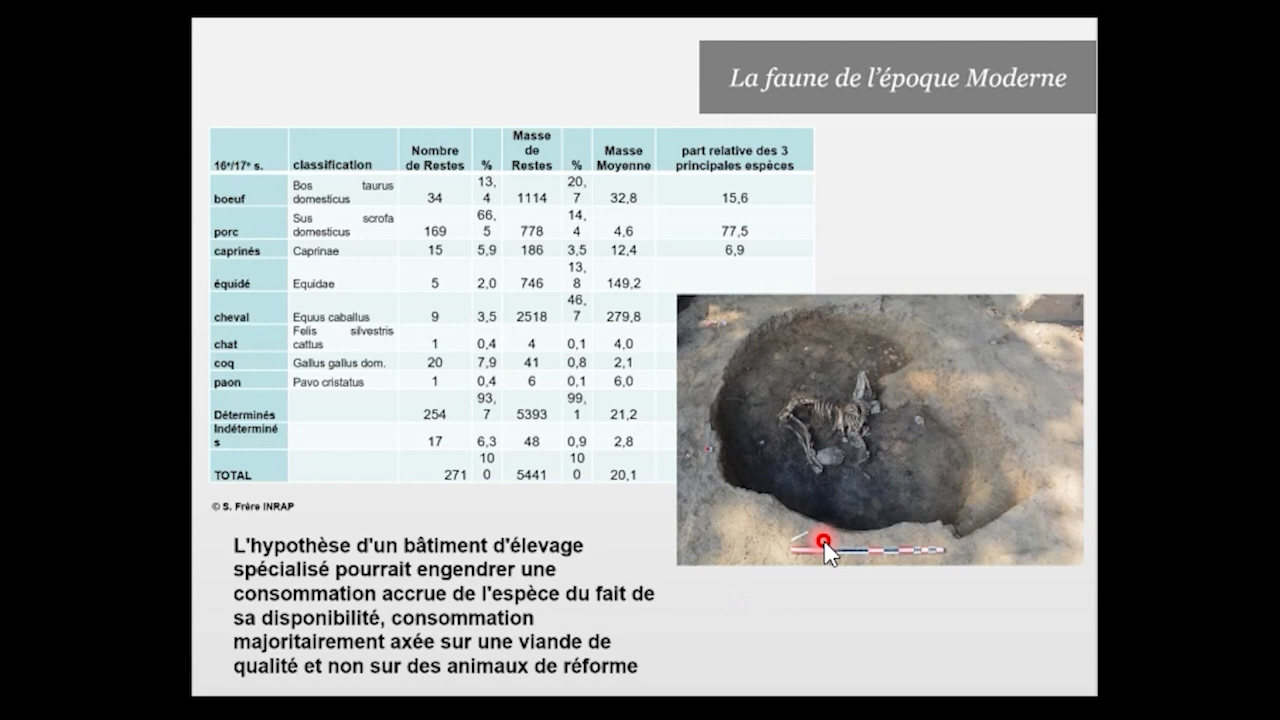 La faune de l'époque Moderne
16e/17e s. classification Nombre de Restes % Masse de Restes % Masse Moyenne part relative des 3 principales espèces
boeuf Bos taurus domesticus 34 13,4 1114 20,7 32,8 15,6
porc Sus scrofa domesticus 169 66,5 778 14,4 4,6 77,5
caprinés Caprinae 15 5,9 186 3,5 12,4 6,9
équidé Equidae 5 2,0 746 13,8 149,2
cheval Equus caballus 9 3,5 2518 46,7 279,8
chat Felis silvestris cattus 1 0,4 4 0,1 4,0
coq Gallus gallus dom. 20 7,9 41 0,8 2,1
paon Pavo cristatus 1 0,4 6 0,1 6,0
Déterminés 254 93,7 5393 99,1 21,2
Indéterminés 17 6,3 48 0,9 2,8
TOTAL 271 100 5441 100 20,1
© S. Frère INRAP
L'hypothèse d'un bâtiment d'élevage
spécialisé pourrait engendrer une
consommation accrue de l'espèce du fait de
sa disponibilité, consommation
majoritairement axée sur une viande de
qualité et non sur des animaux de réforme